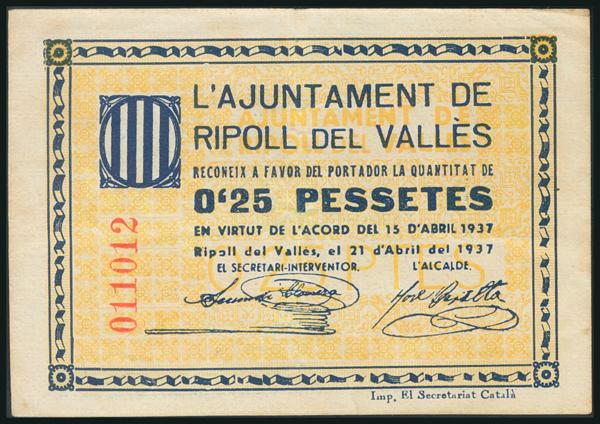 L'AJUNTAMENT DE
RIPOLL DEL VALLÈS
RECONEIX A FAVOR DEL PORTADOR LA QUANTITAT DE
0'25 PESSETES
EN VIRTUT DE L'ACORD DEL 15 D'ABRIL 1937
Ripoll del Vallès, el 21 d'Abril del 1937
EL SECRETARI-INTERVENTOR,
L'ALCALDE,
011012
Imp. El Secretariat Català